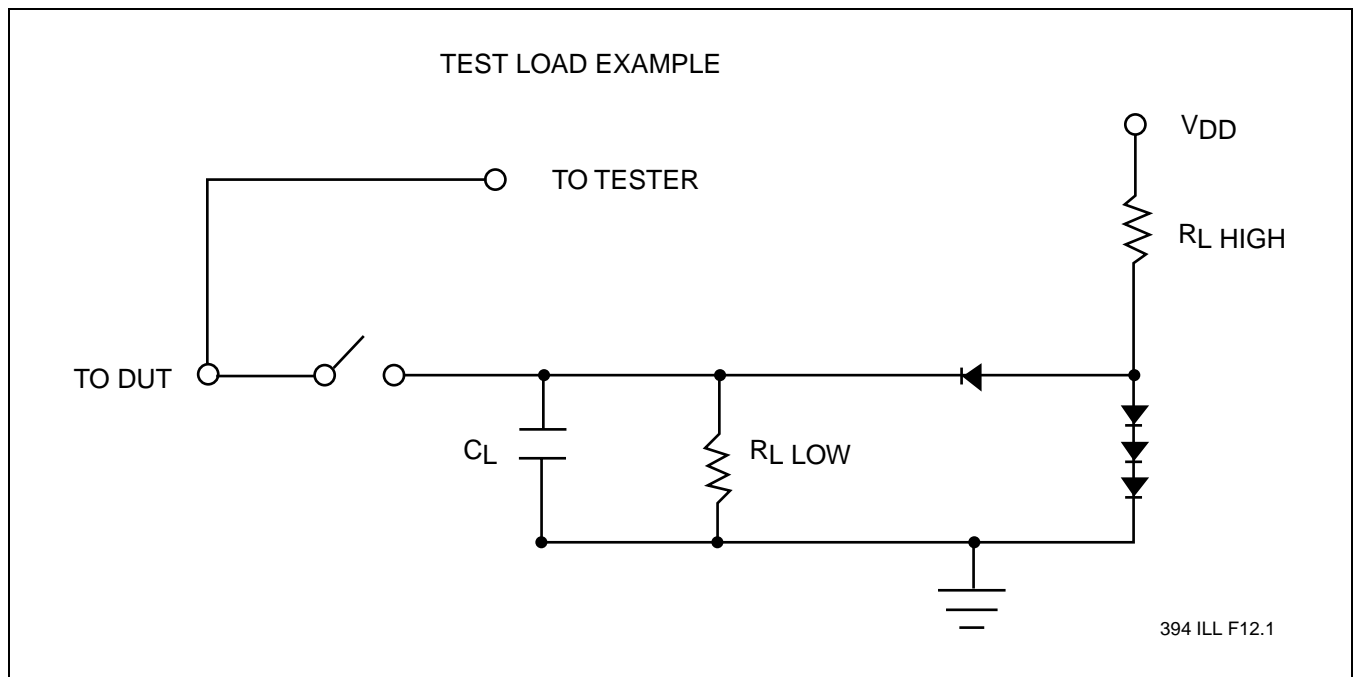 TEST LOAD EXAMPLE
VDD
TO TESTER
RL HIGH
TO DUT
CL
RL LOW
394 ILL F12.1